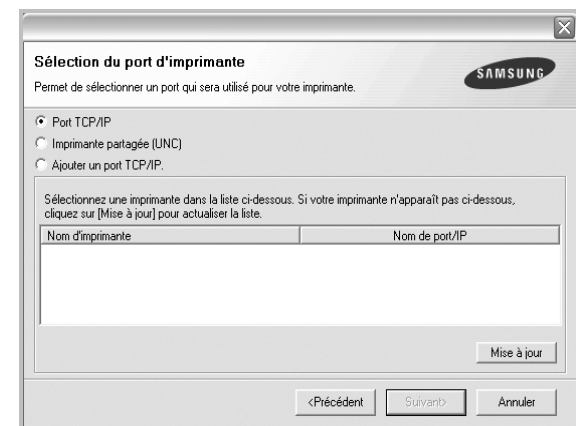 Sélection du port d'imprimante
Permet de sélectionner un port qui sera utilisé pour votre imprimante.
SAMSUNG
Port TCP/IP
Imprimante partagée (UNC)
Ajouter un port TCP/IP.
Sélectionnez une imprimante dans la liste ci-dessous. Si votre imprimante n'apparaît pas ci-dessous,
cliquez sur [Mise à jour] pour actualiser la liste.
Nom d'imprimante Nom de port/IP
Mise à jour
<Précédent Suivant> Annuler